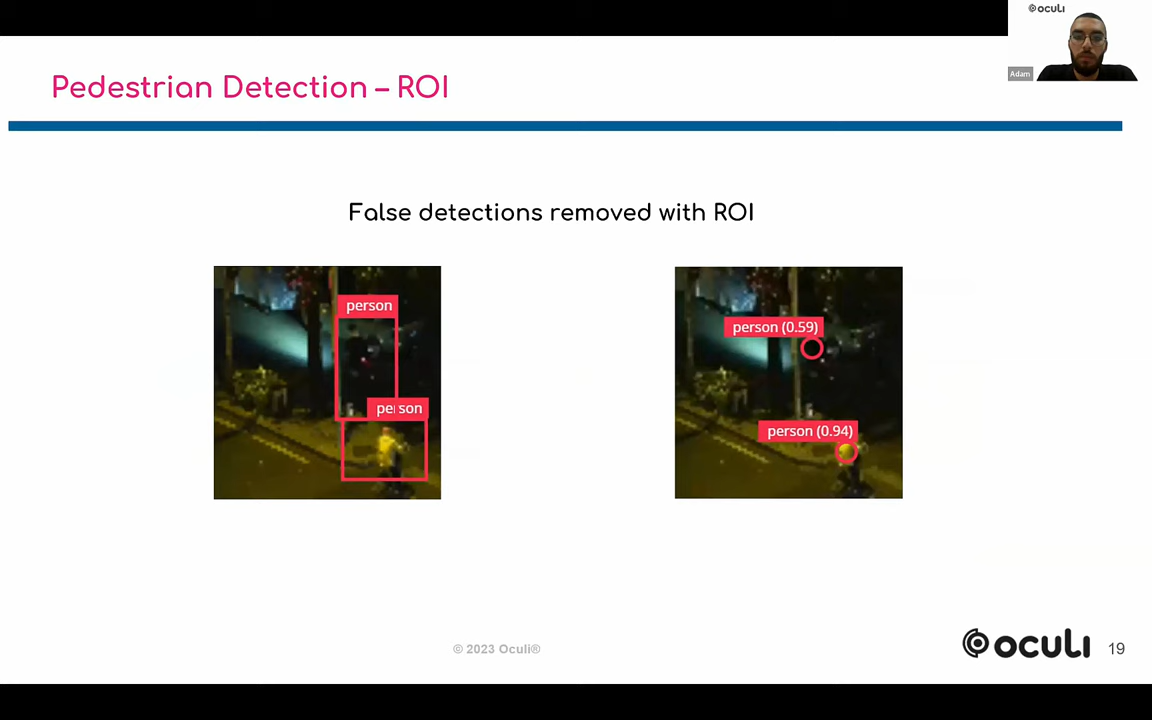 oculi
Adam
Pedestrian Detection – ROI
False detections removed with ROI
person
person
person (0.59)
person (0.94)
© 2023 Oculi®
oculi
19